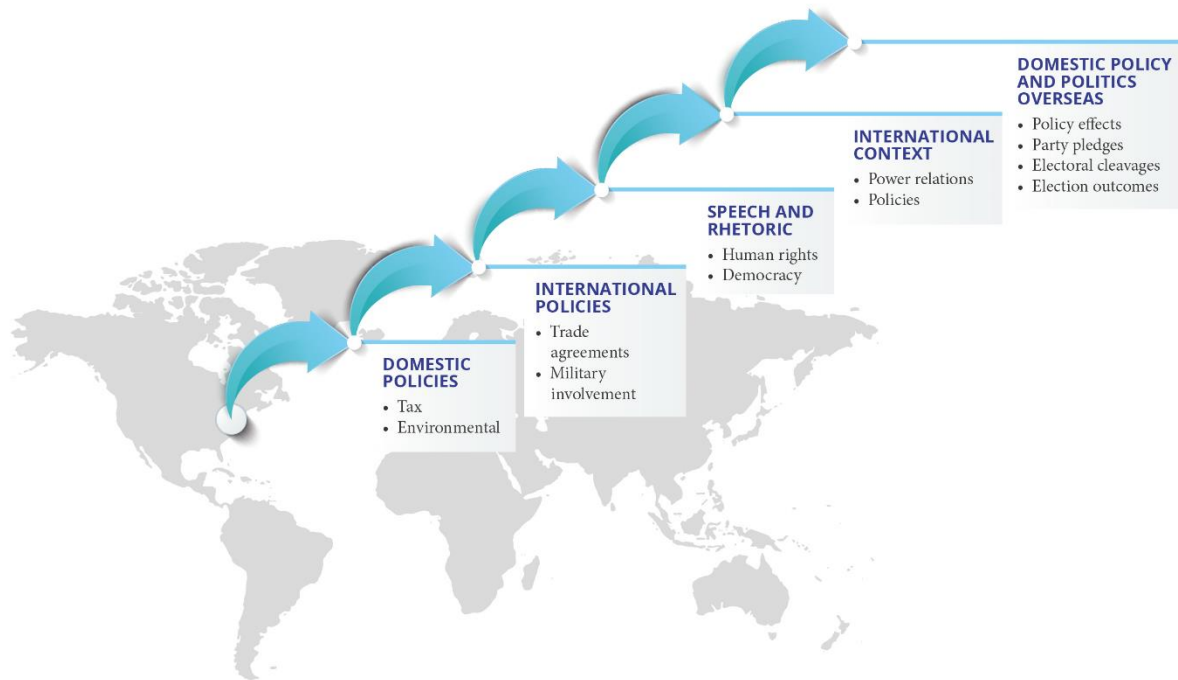 DOMESTIC
POLICIES
• Tax
• Environmental
INTERNATIONAL
POLICIES
• Trade
agreements
• Military
involvement
SPEECH AND
RHETORIC
• Human rights
• Democracy
INTERNATIONAL
CONTEXT
• Power relations
• Policies
DOMESTIC POLICY
AND POLITICS
OVERSEAS
• Policy effects
• Party pledges
• Electoral cleavages
• Election outcomes